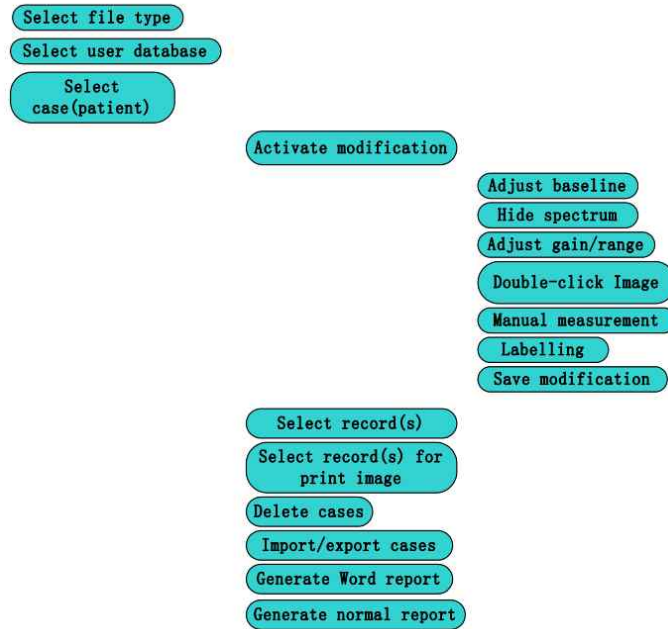 Select file type
Select user database
Select
case(patient)
Activate modification
Adjust baseline
Hide spectrum
Adjust gain/range
Double-click Image
Manual measurement
Labelling
Save modification
Select record(s)
Select record(s) for
print image
Delete cases
Import/export cases
Generate Word report
Generate normal report